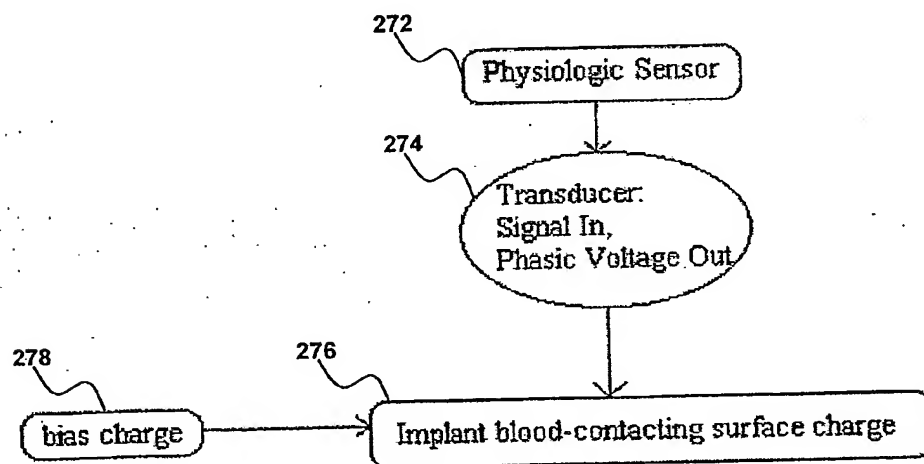 272
Physiologic Sensor
274
Transducer:
Signal In,
Phasic Voltage Out
278
276
bias charge
Implant blood-contacting surface charge